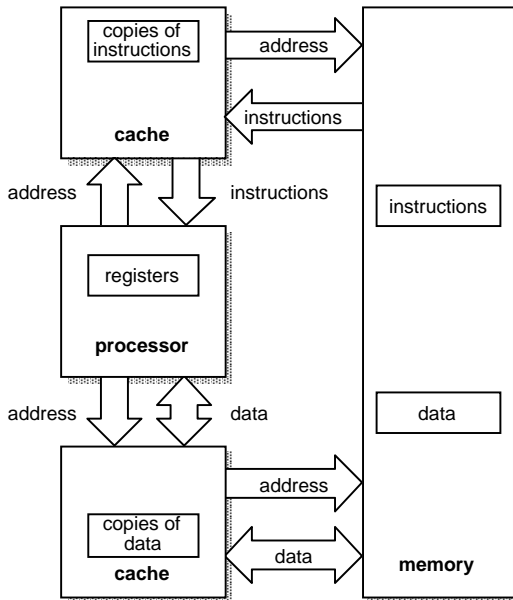 copies of
instructions
cache
address
instructions
address
instructions
instructions
registers
processor
address
data
data
address
copies of
data
cache
data
memory